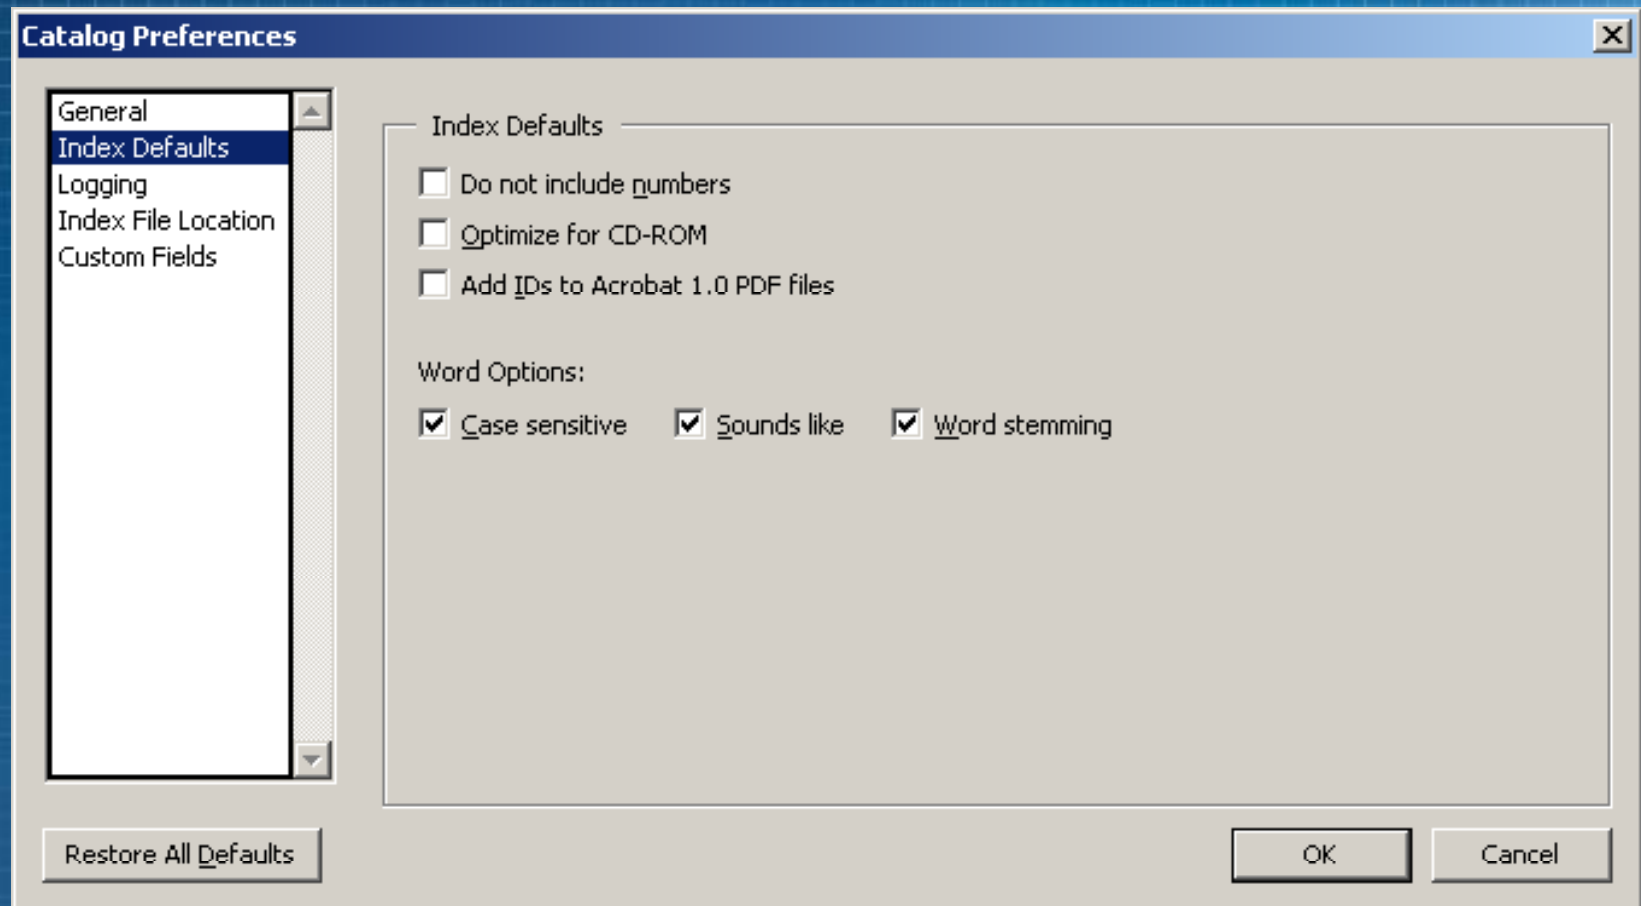 Catalog Preferences
General
Index Defaults
Logging
Index File Location
Custom Fields
Index Defaults
Do not include numbers
Optimize for CD-ROM
Add IDs to Acrobat 1.0 PDF files
Word Options:
Case sensitive Sounds like Word stemming
Restore All Defaults OK Cancel